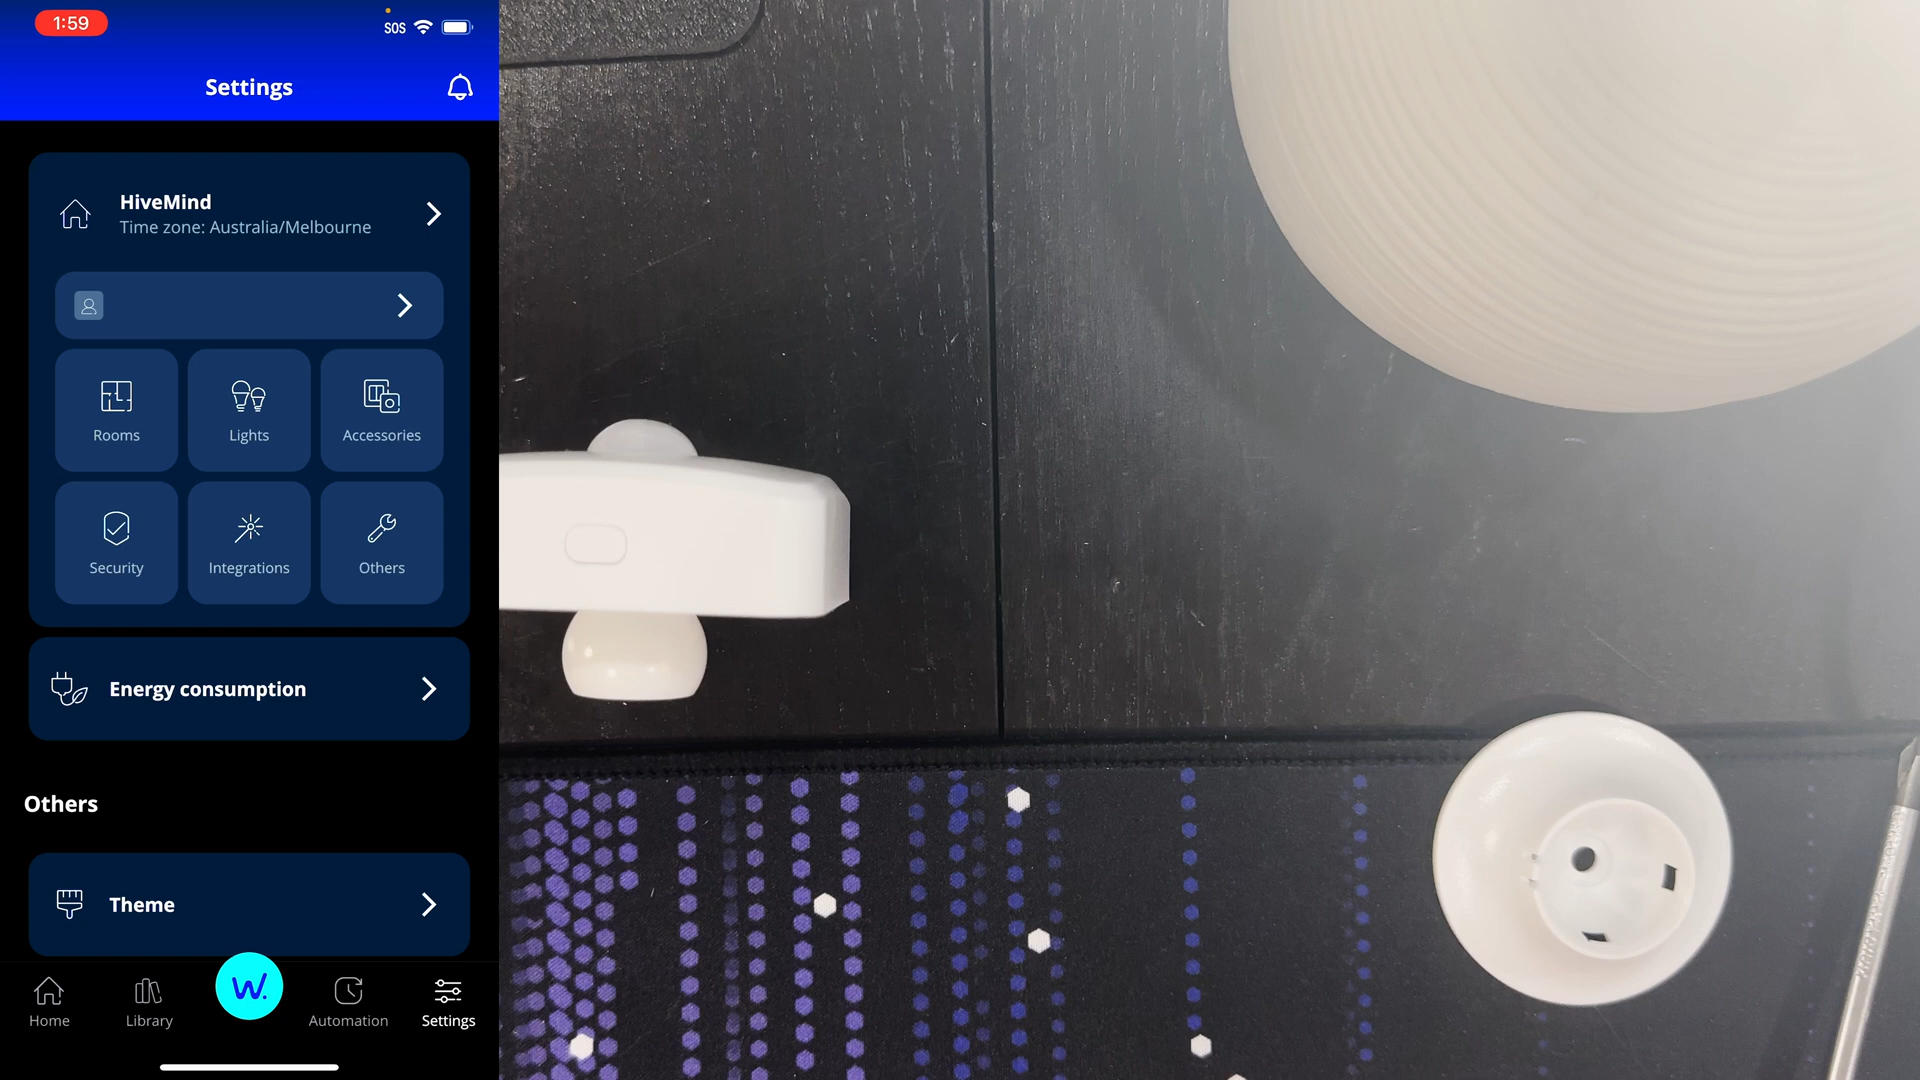 1:59
SOS
Settings
HiveMind
Time zone: Australia/Melbourne
Rooms
Lights
Accessories
Security
Integrations
Others
Energy consumption
Others
Theme
W.
Home
Library
Automation
Settings